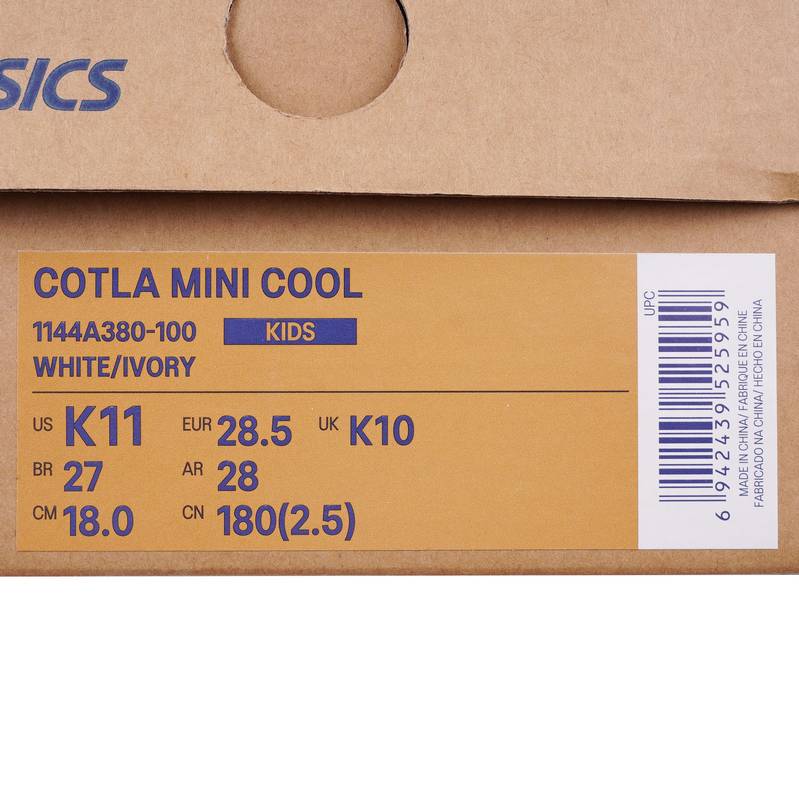 SICS
COTLA MINI COOL
1144A380-100 KIDS
WHITE/IVORY
US K11 EUR 28.5 UK K10
BR 27 AR 28
CM 18.0 CN 180(2.5)
UPC
6 942439 525959
MADE IN CHINA/ FABRIQUE EN CHINE
FABRICADO NA CHINA/ HECHO EN CHINA